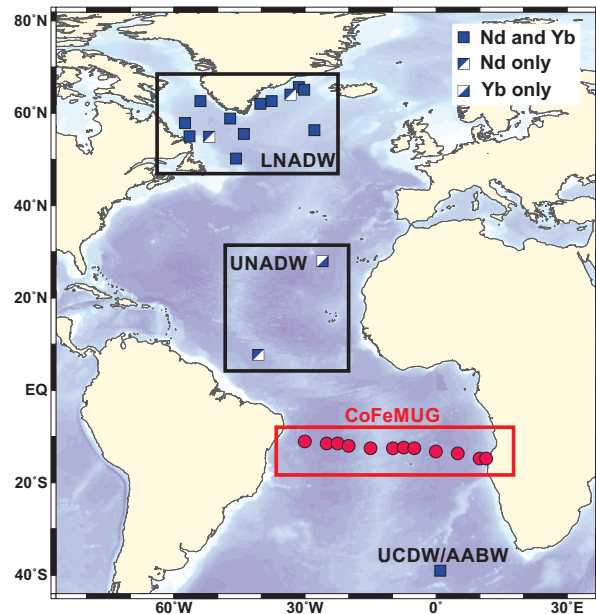 80°N
Nd and Yb
Nd only
Yb only
60°N
LNADW
40°N
UNADW
20°N
EQ
CoFeMUG
20°S
UCDW/AABW
40°S
60°W 30°W 0° 30°E